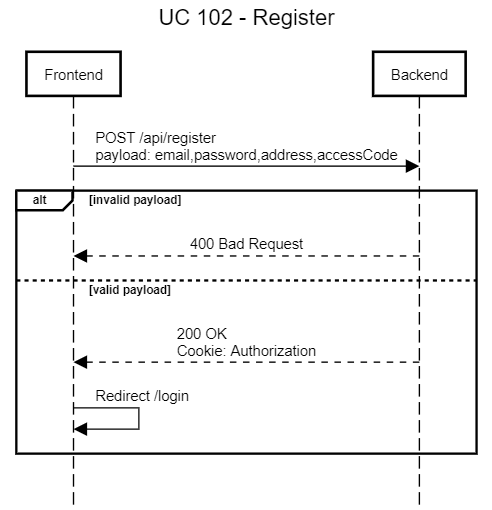 UC 102 - Register
Frontend
Backend
POST /api/register
payload: email,password,address,accessCode
alt
[invalid payload]
400 Bad Request
[valid payload]
200 OK
Cookie: Authorization
Redirect /login